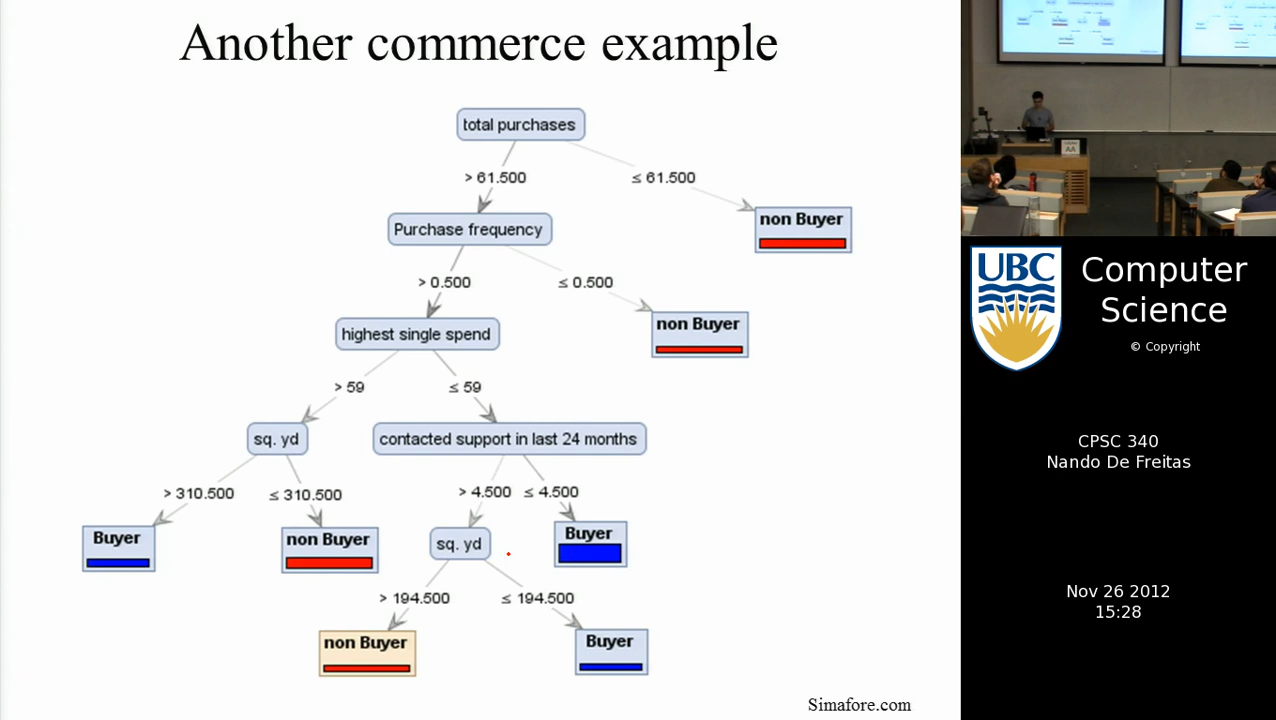 Another commerce example
total purchases
> 61.500
≤ 61.500
non Buyer
Purchase frequency
> 0.500
≤ 0.500
non Buyer
highest single spend
> 59
≤ 59
sq. yd
contacted support in last 24 months
> 310.500
≤ 310.500
> 4.500
≤ 4.500
Buyer
non Buyer
sq. yd
Buyer
> 194.500
≤ 194.500
non Buyer
Buyer
Simafore.com
AA
UBC
Computer
Science
© Copyright
CPSC 340
Nando De Freitas
Nov 26 2012
15:28